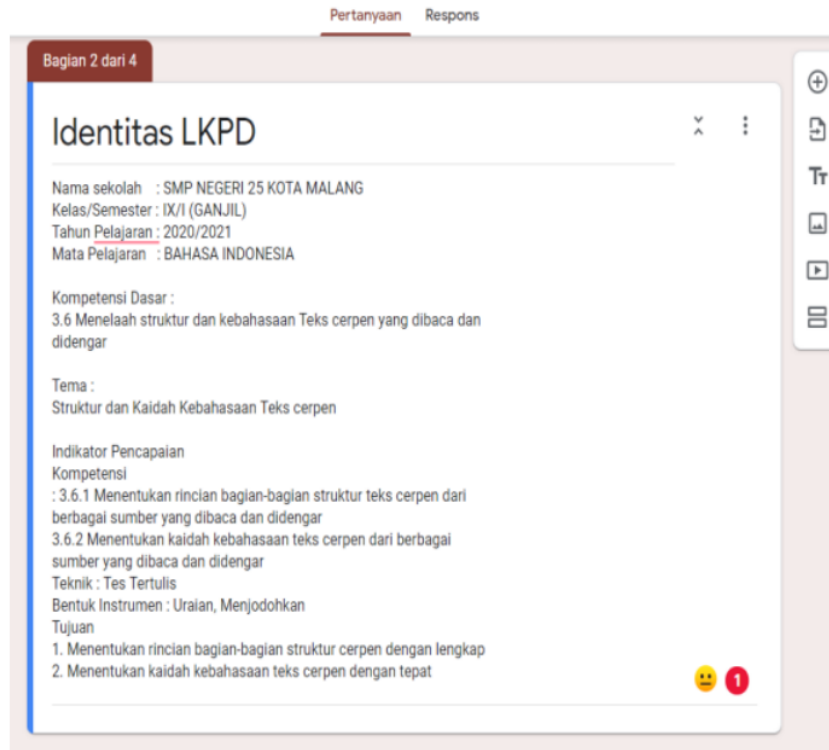 Pertanyaan Respons
Bagian 2 dari 4
Identitas LKPD
Nama sekolah : SMP NEGERI 25 KOTA MALANG
Kelas/Semester : IX/I (GANJIL)
Tahun Pelajaran : 2020/2021
Mata Pelajaran : BAHASA INDONESIA
Kompetensi Dasar :
3.6 Menelaah struktur dan kebahasaan Teks cerpen yang dibaca dan
didengar
Tema :
Struktur dan Kaidah Kebahasaan Teks cerpen
Indikator Pencapaian
Kompetensi
: 3.6.1 Menentukan rincian bagian-bagian struktur teks cerpen dari
berbagai sumber yang dibaca dan didengar
3.6.2 Menentukan kaidah kebahasaan teks cerpen dari berbagai
sumber yang dibaca dan didengar
Teknik : Tes Tertulis
Bentuk Instrumen : Uraian, Menjodohkan
Tujuan
1. Menentukan rincian bagian-bagian struktur cerpen dengan lengkap
2. Menentukan kaidah kebahasaan teks cerpen dengan tepat
1
Tт